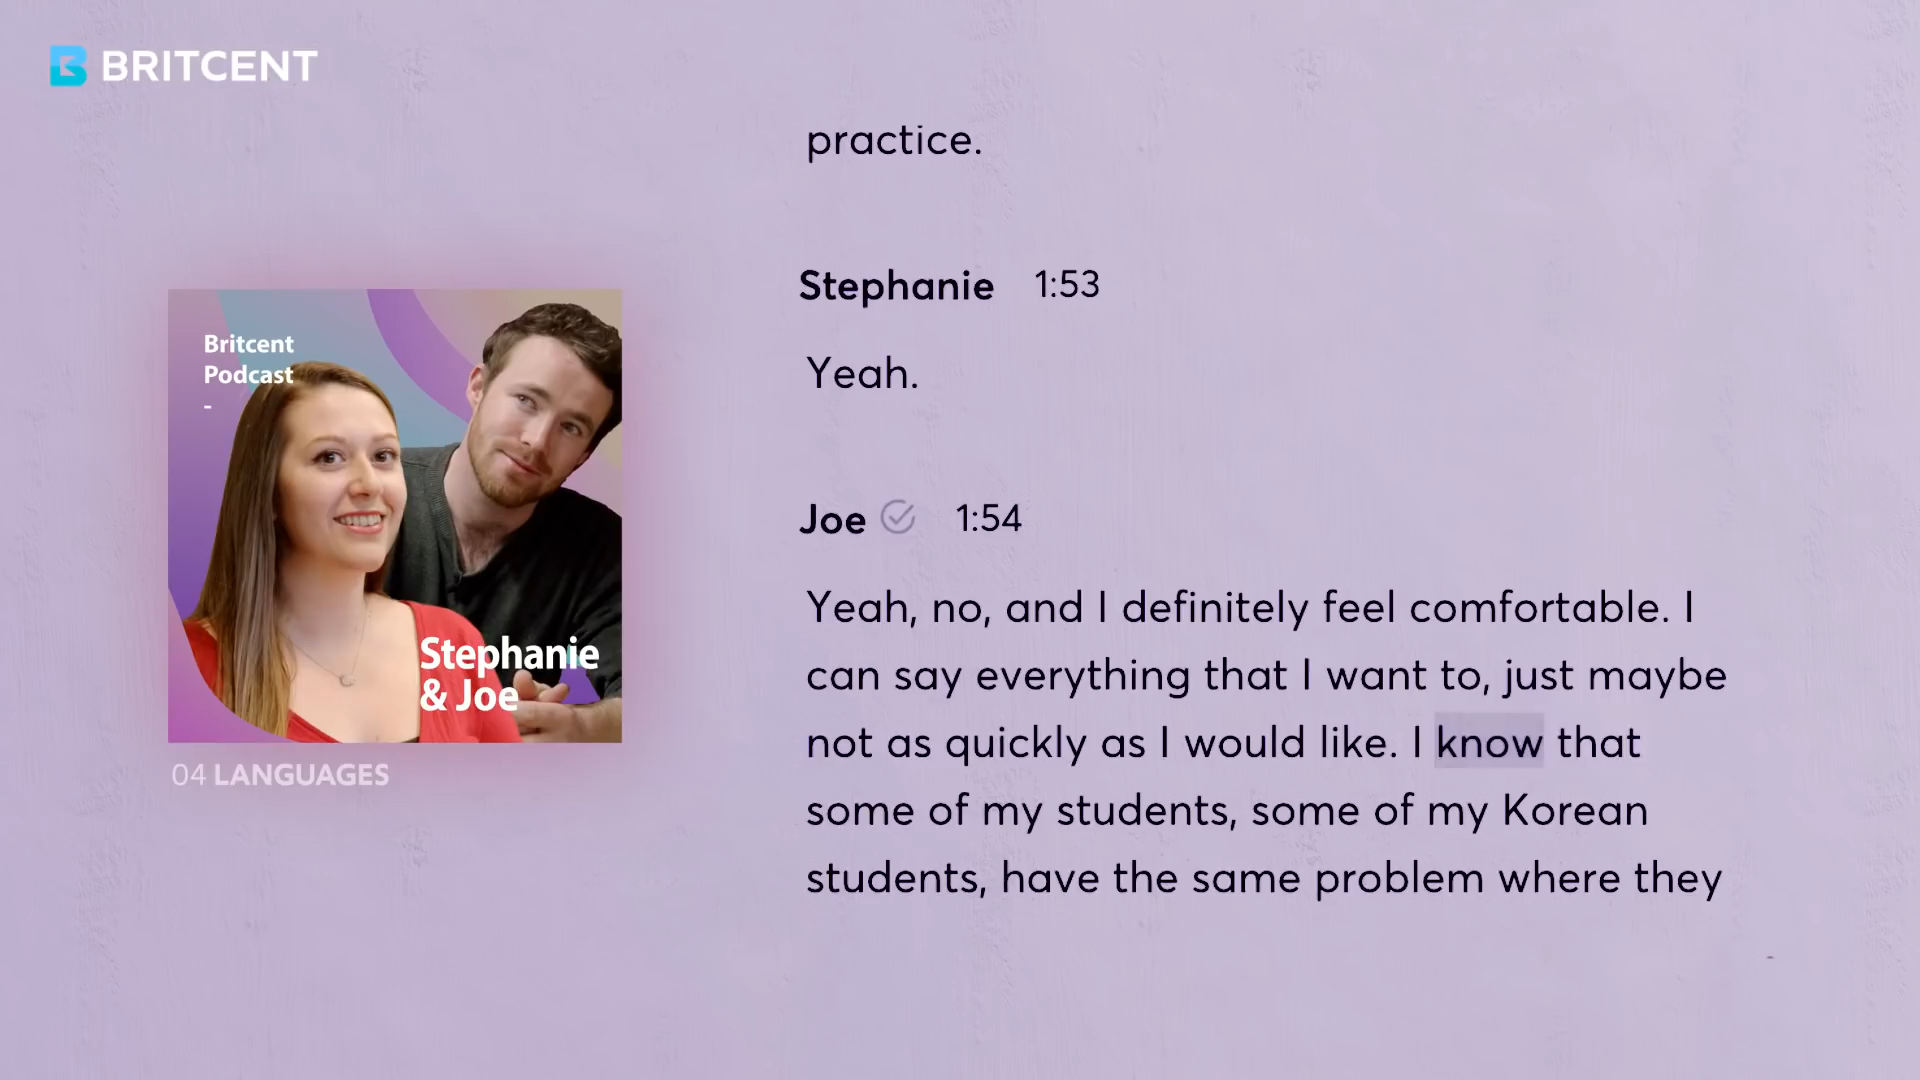 BRITCENT
practice.
Stephanie 1:53
Yeah.
Joe 1:54
Yeah, no, and I definitely feel comfortable. I
can say everything that I want to, just maybe
not as quickly as I would like. I know that
some of my students, some of my Korean
students, have the same problem where they
Britcent
Podcast
-
Stephanie
& Joe
04 LANGUAGES